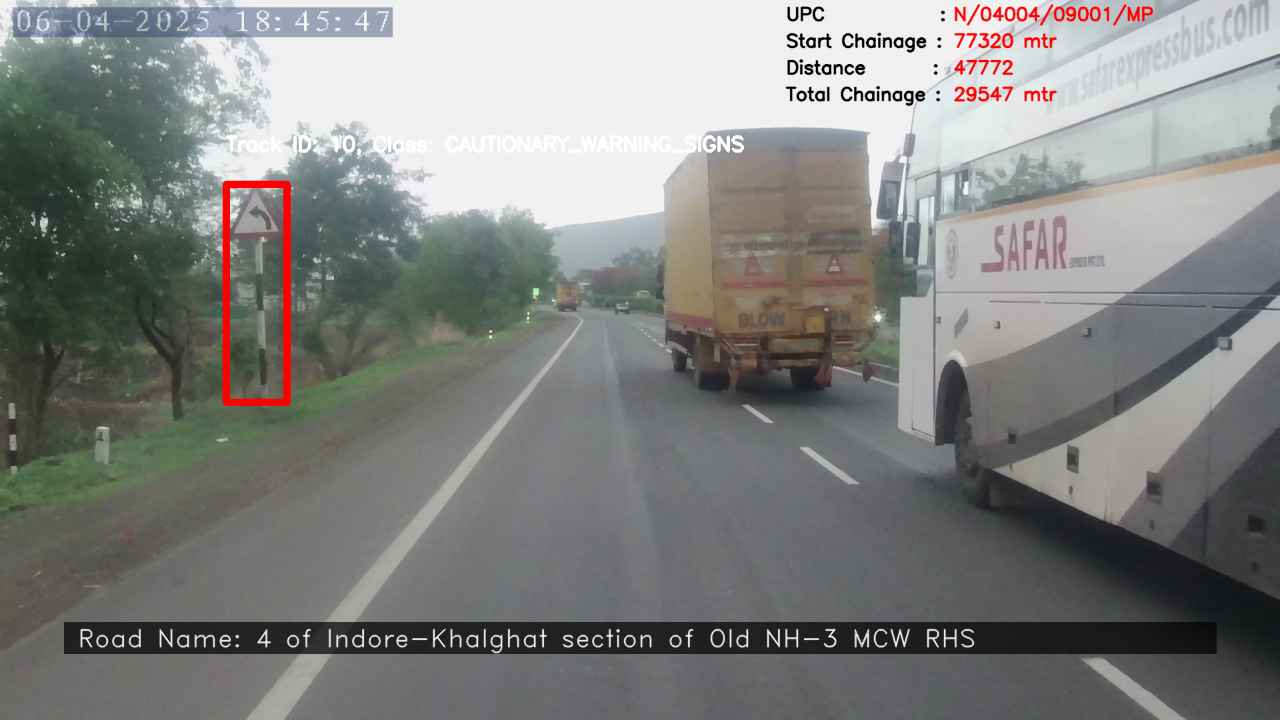 06-04-2025 18:45:47
UPC : N/04004/09001/MP
Start Chainage : 77320 mtr
Distance : 47772
Total Chainage : 29547 mtr
www.safarexpressbus.com
Track ID: 10, Class: CAUTIONARY_WARNING_SIGNS
SAFAR
BLOW
Road Name: 4 of Indore-Khalghat section of Old NH-3 MCW RHS